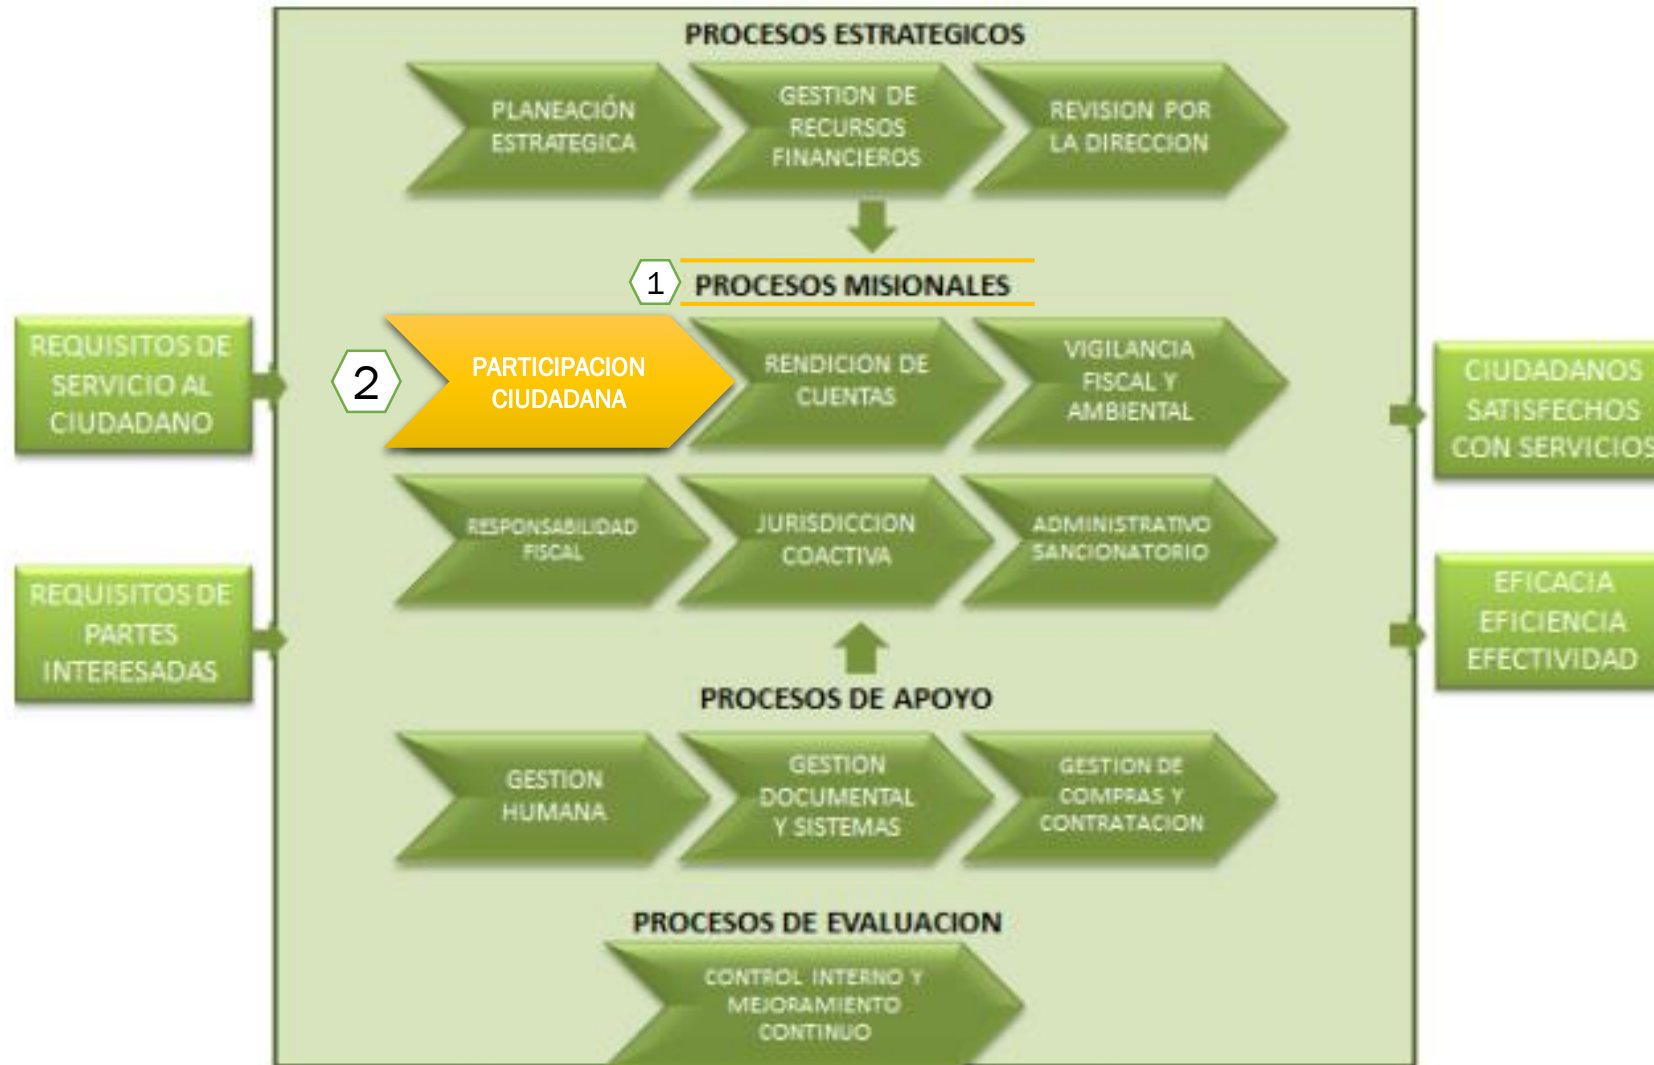 PROCESOS ESTRATEGICOS
PLANEACIÓN
ESTRATEGICA
GESTION DE
RECURSOS
FINANCIEROS
REVISION POR
LA DIRECCION
1
PROCESOS MISIONALES
REQUISITOS DE
SERVICIO AL
CIUDADANO
2
PARTICIPACION
CIUDADANA
RENDICION DE
CUENTAS
VIGILANCIA
FISCAL Y
AMBIENTAL
CIUDADANOS
SATISFECHOS
CON SERVICIOS
RESPONSABILIDAD
FISCAL
JURISDICCION
COACTIVA
ADMINISTRATIVO
SANCIONATORIO
REQUISITOS DE
PARTES
INTERESADAS
EFICACIA
EFICIENCIA
EFECTIVIDAD
PROCESOS DE APOYO
GESTION
HUMANA
GESTION
DOCUMENTAL
Y SISTEMAS
GESTION DE
COMPRAS Y
CONTRATACION
PROCESOS DE EVALUACION
CONTROL INTERNO Y
MEJORAMIENTO
CONTINUO